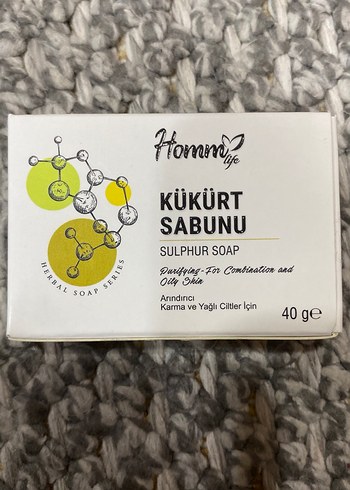 Homm
life
KÜKÜRT
SABUNU
SULPHUR SOAP
Purifying-For Combination and
Oily Skin
Arındırıcı
Karma ve Yağlı Ciltler İçin
40 g℮
HERBAL SOAP SERIES